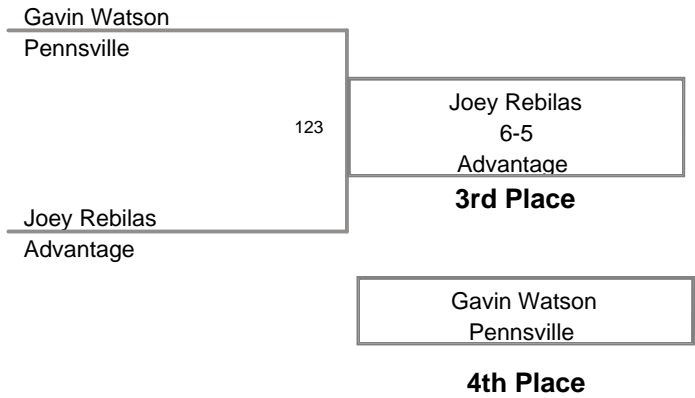 Gavin Watson
Pennsville
Joey Rebilas
6-5
Advantage
123
3rd Place
Joey Rebilas
Advantage
Gavin Watson
Pennsville
4th Place